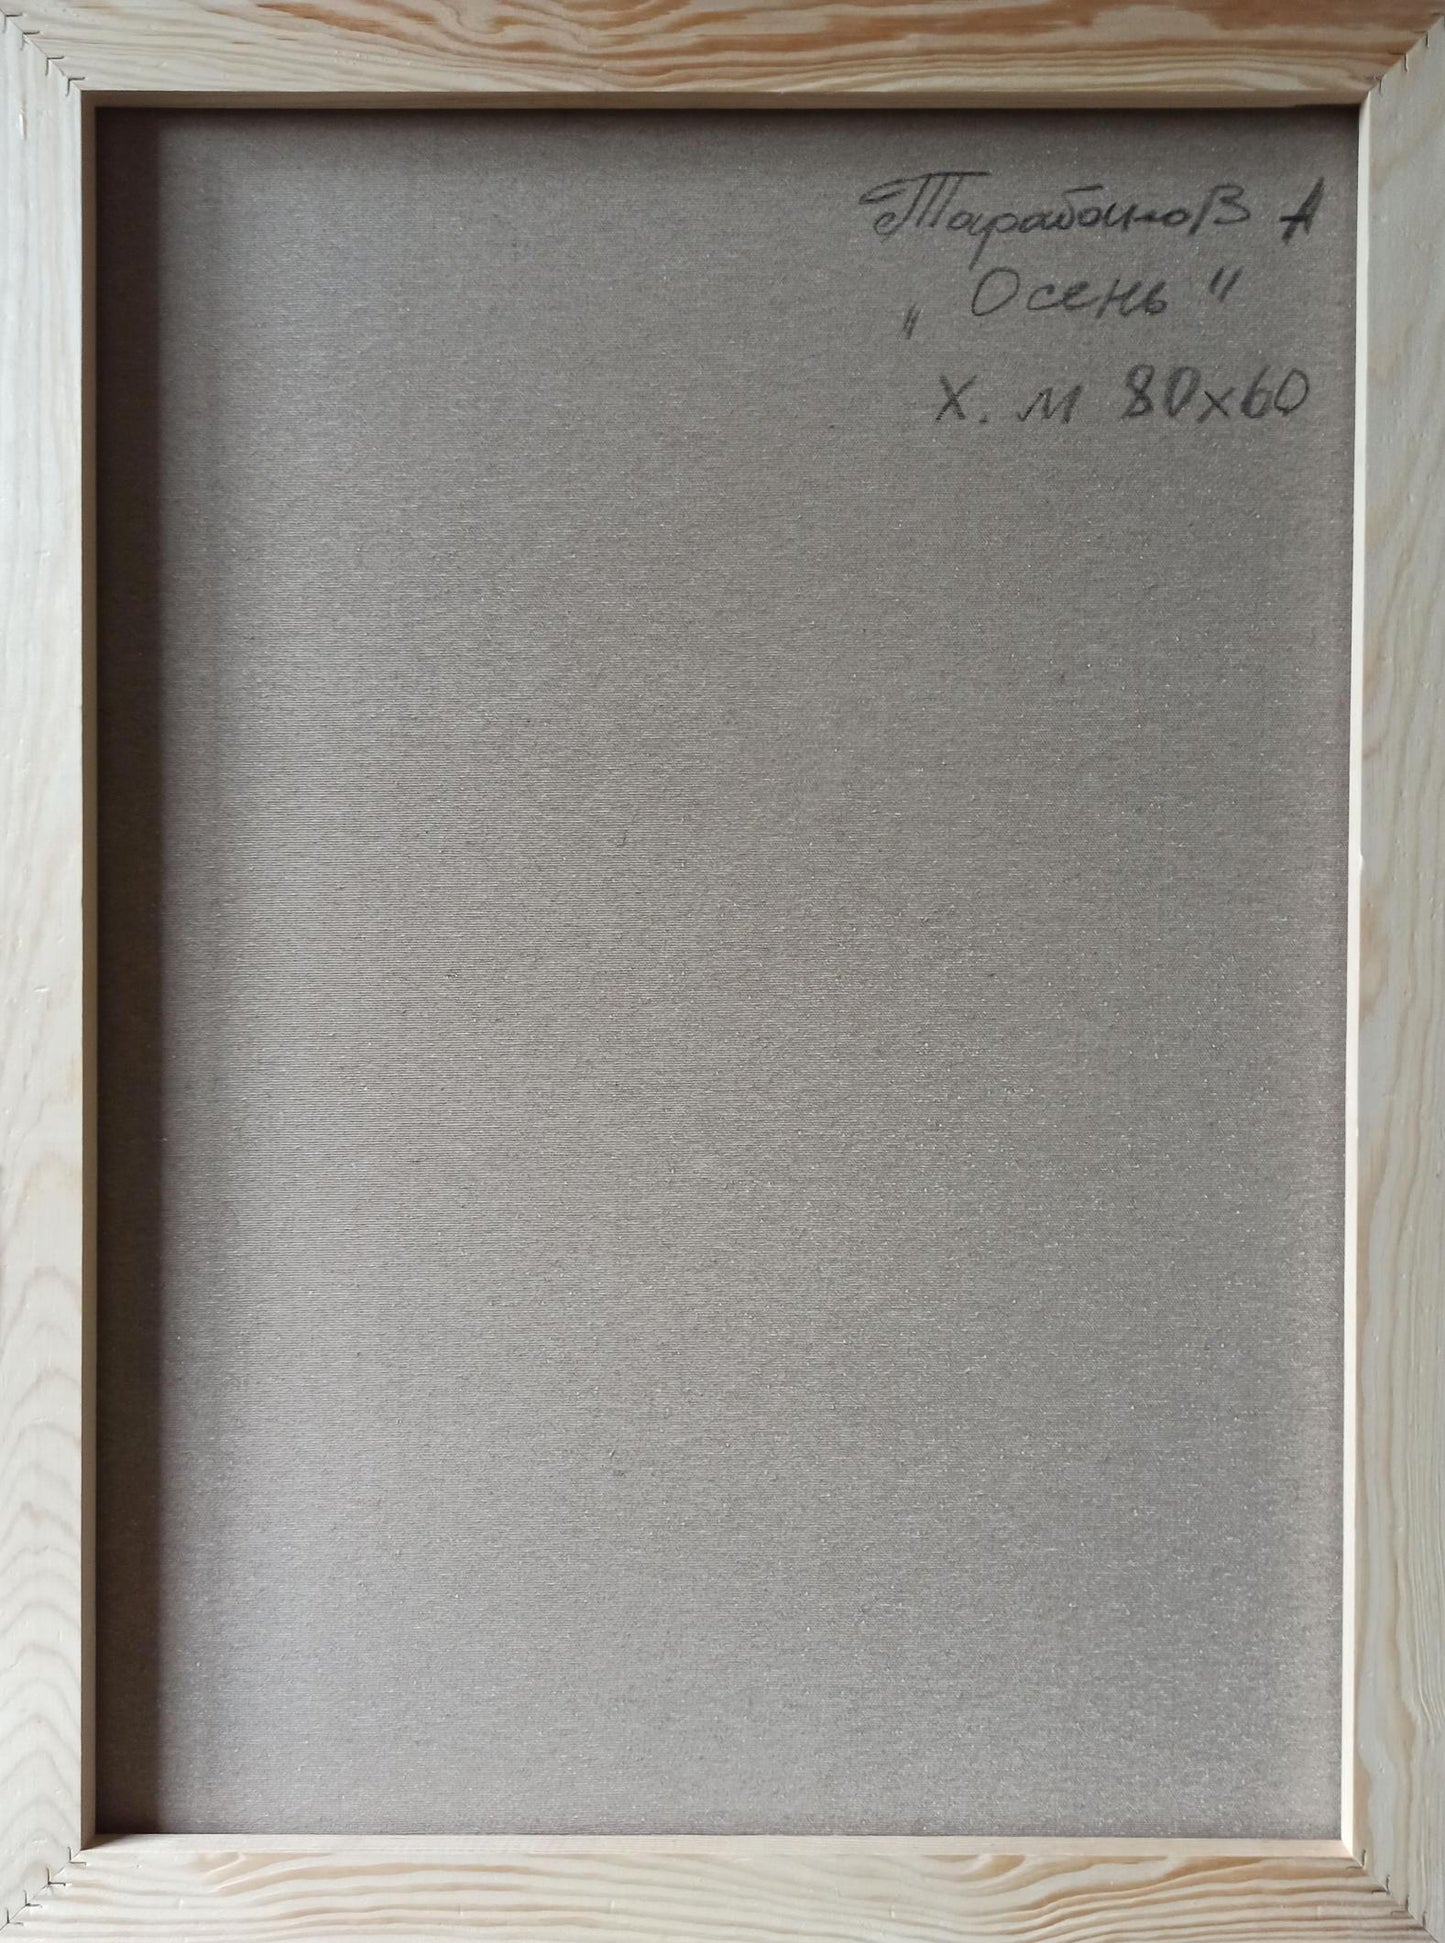 Тарабанов А
„ Осень "
Х. м 80х60